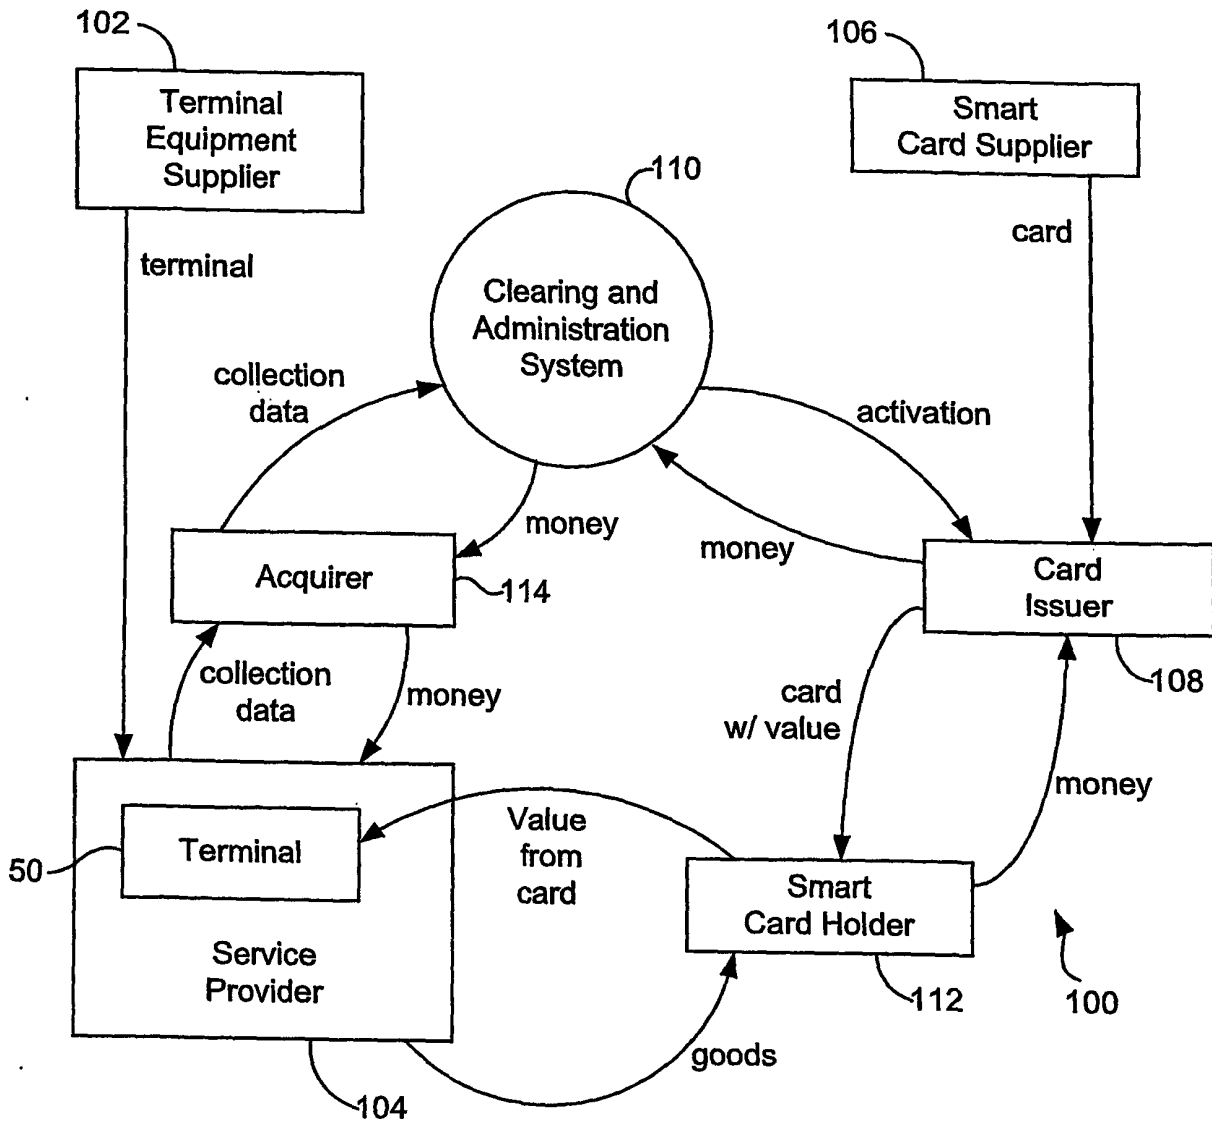 102
106
Terminal
Equipment
Supplier
Smart
Card Supplier
110
card
terminal
Clearing and
Administration
System
collection
data
activation
money
money
Acquirer
114
Card
Issuer
collection
data
money
card
w/ value
108
money
Value
from
card
Terminal
50
Smart
Card Holder
Service
Provider
112
100
goods
104